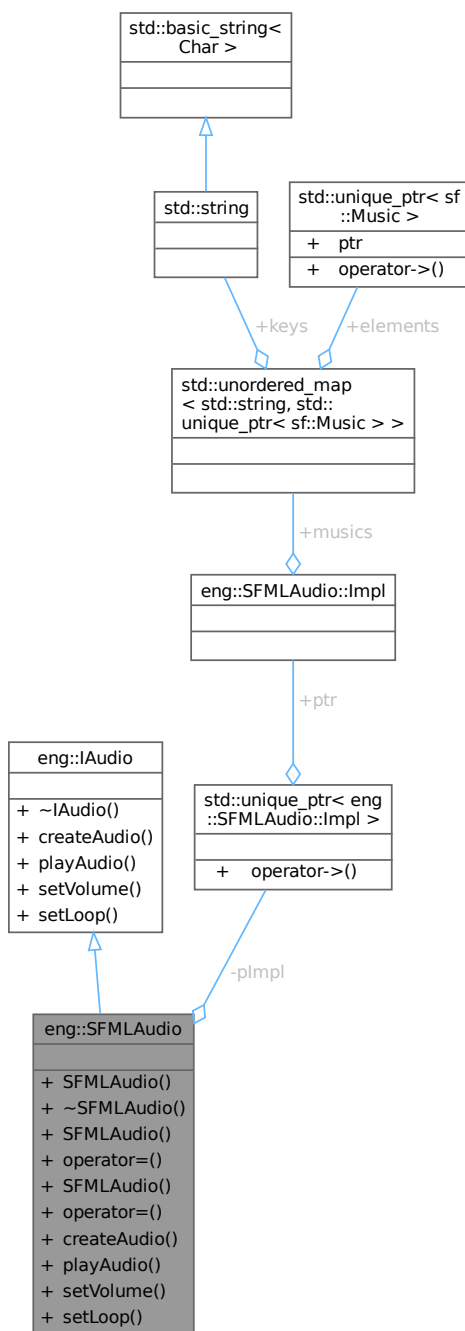 std::basic_string<
Char >
std::string
std::unique_ptr< sf
::Music >
+ ptr
+ operator->()
+keys
+elements
std::unordered_map
< std::string, std::
unique_ptr< sf::Music > >
+musics
eng::SFMLAudio::Impl
+ptr
eng::IAudio
+ ~IAudio()
+ createAudio()
+ playAudio()
+ setVolume()
+ setLoop()
std::unique_ptr< eng
::SFMLAudio::Impl >
+ operator->()
-pImpl
eng::SFMLAudio
+ SFMLAudio()
+ ~SFMLAudio()
+ SFMLAudio()
+ operator=()
+ SFMLAudio()
+ operator=()
+ createAudio()
+ playAudio()
+ setVolume()
+ setLoop()